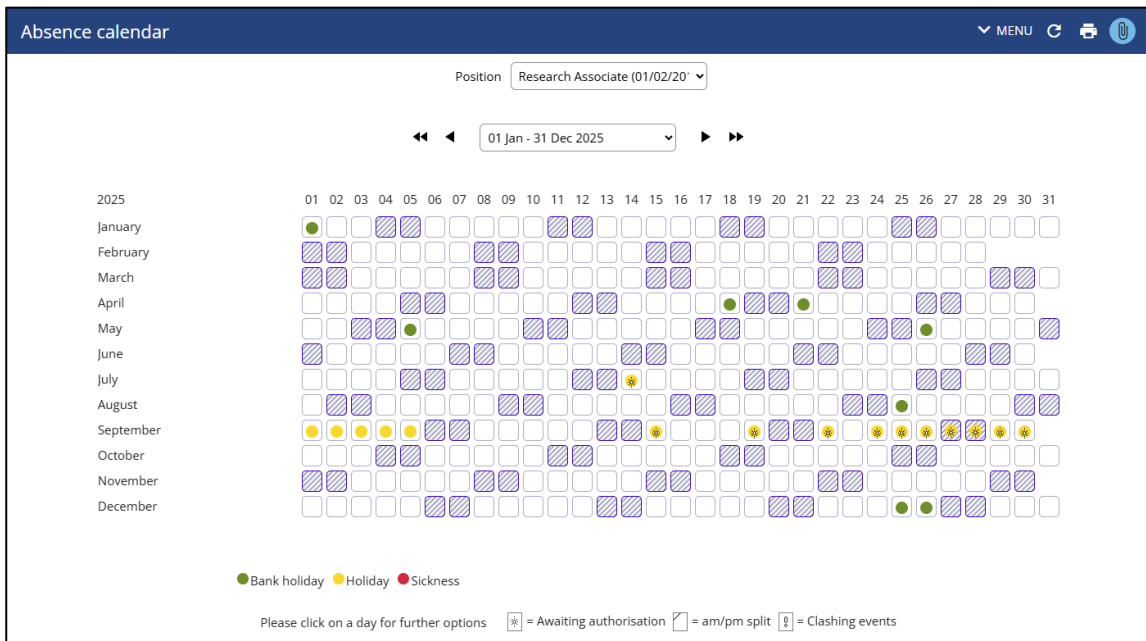 Absence calendar MENU
Position Research Associate (01/02/201
01 Jan - 31 Dec 2025
2025 01 02 03 04 05 06 07 08 09 10 11 12 13 14 15 16 17 18 19 20 21 22 23 24 25 26 27 28 29 30 31
January
February
March
April
May
June
July
August
September
October
November
December
Bank holiday Holiday Sickness
Please click on a day for further options = Awaiting authorisation = am/pm split = Clashing events